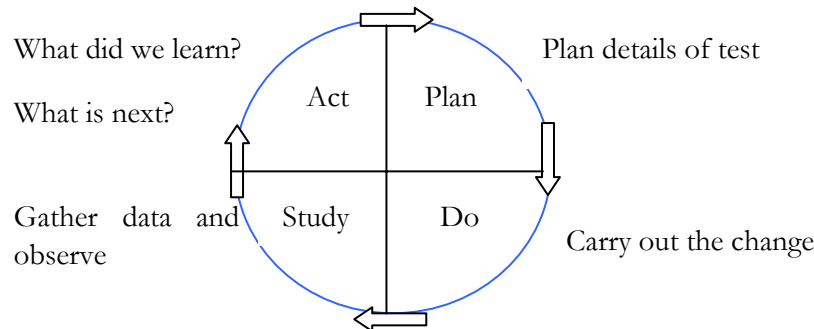 What did we learn?
Plan details of test
Act
Plan
What is next?
Gather data and
observe
Study
Do
Carry out the change